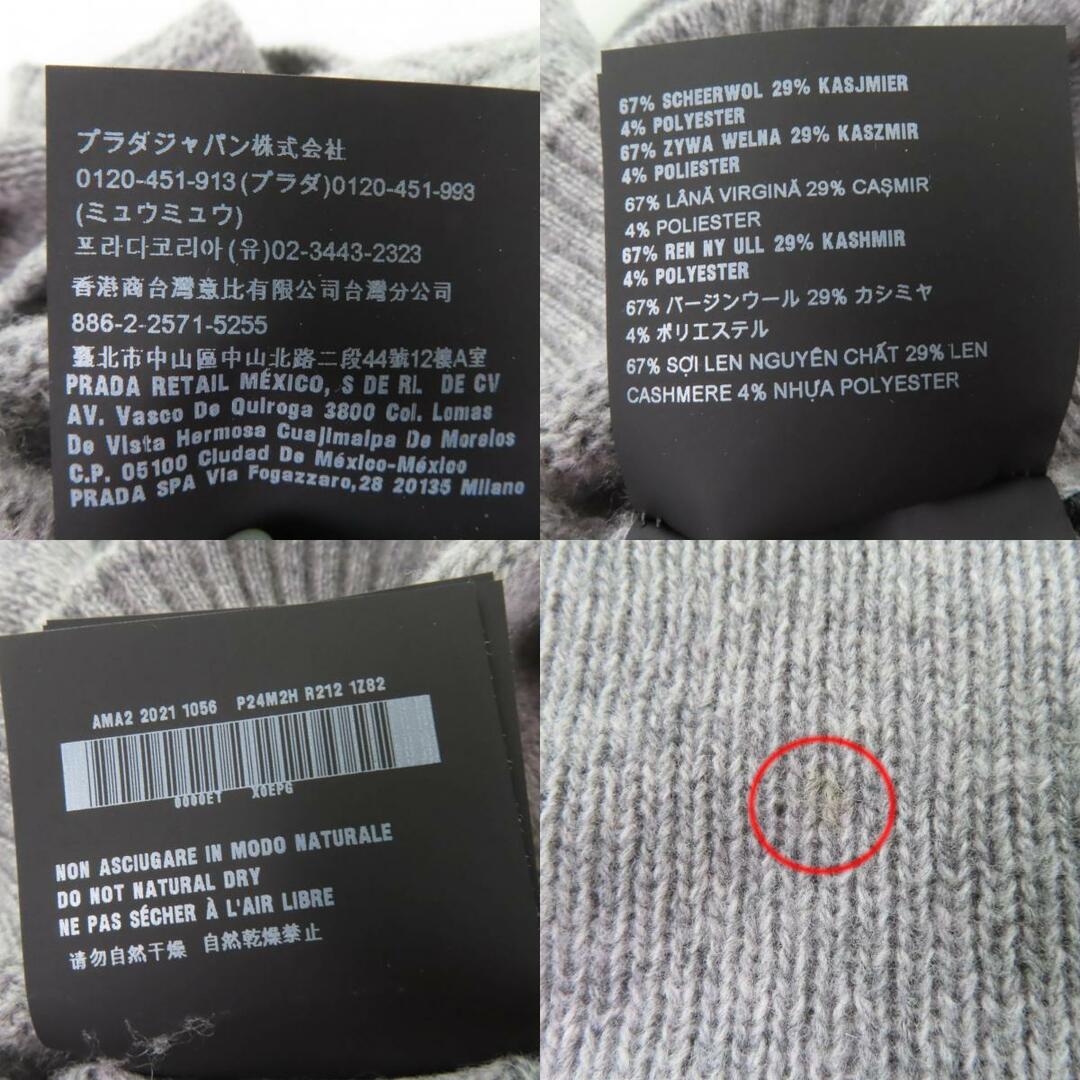 プラダジャパン株式会社
0120-451-913(プラダ)0120-451-993
(ミュウミュウ)
프라다코리아(유)02-3443-2323
香港商台灣意比有限公司台灣分公司
886-2-2571-5255
臺北市中山區中山北路二段44號12樓A室
PRADA RETAIL MÉXICO, S DE RL DE CV
AV. Vasco De Quiroga 3800 Col. Lomas
De Vista Hermosa Cuajimalpa De Morelos
C.P. 05100 Ciudad De México-México
PRADA SPA Via Fogazzaro,28 20135 Milano
67% SCHEERWOL 29% KASJMIER
4% POLYESTER
67% ZYWA WELNA 29% KASZMIR
4% POLIESTER
67% LÂNĂ VIRGINĂ 29% CAŞMIR
4% POLIESTER
67% REN NY ULL 29% KASHMIR
4% POLYESTER
67% バージンウール 29% カシミヤ
4% ポリエステル
67% SỢI LEN NGUYÊN CHẤT 29% LEN
CASHMERE 4% NHỰA POLYESTER
AMA2 2021 1056 P24M2H R212 1Z82
0000ET X0EPG
NON ASCIUGARE IN MODO NATURALE
DO NOT NATURAL DRY
NE PAS SÉCHER À L'AIR LIBRE
请勿自然干燥 自然乾燥禁止